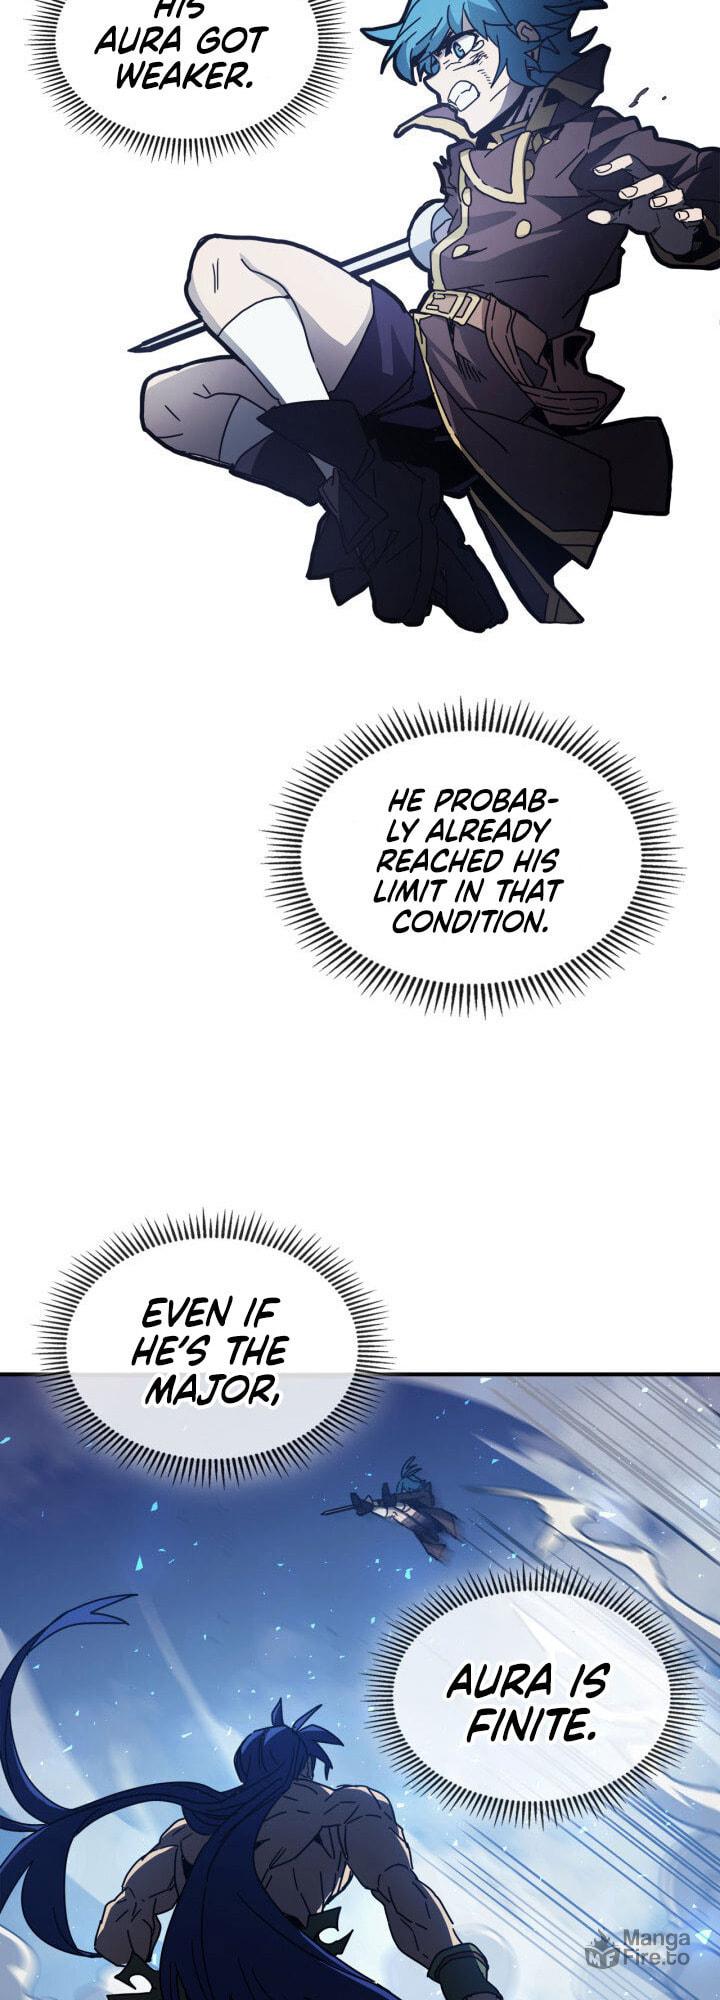 HIS
AURA GOT
WEAKER.
HE PROBAB-
LY ALREADY
REACHED HIS
LIMIT IN THAT
CONDITION.
EVEN IF
HE'S THE
MAJOR,
AURA IS
FINITE.
Manga
MF Fire.to